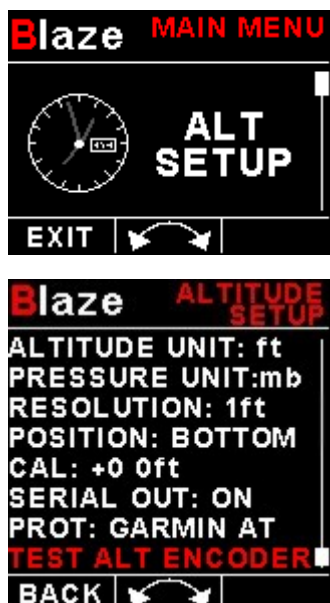 Blaze MAIN MENU
ALT
SETUP
EXIT
Blaze ALTITUDE
SETUP
ALTITUDE UNIT: ft
PRESSURE UNIT:mb
RESOLUTION: 1ft
POSITION: BOTTOM
CAL: +0 0ft
SERIAL OUT: ON
PROT: GARMIN AT
TEST ALT ENCODER
BACK